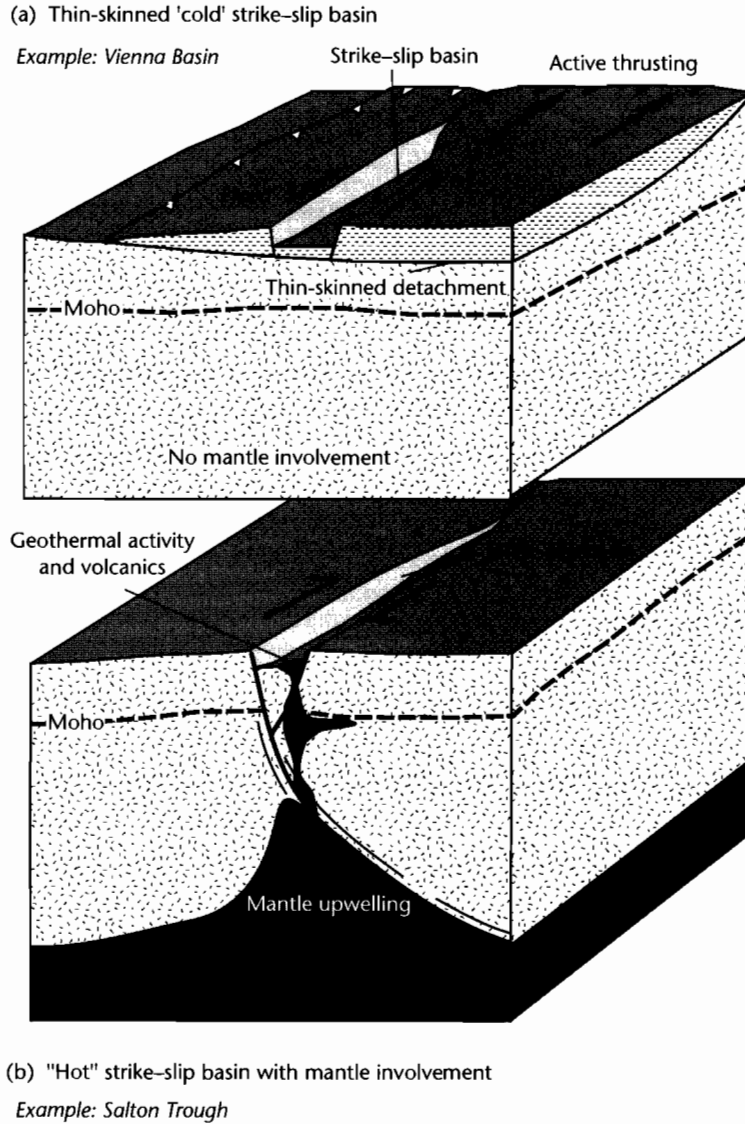 (a) Thin-skinned 'cold' strike–slip basin
Example: Vienna Basin
Strike–slip basin
Active thrusting
Thin-skinned detachment
Moho
No mantle involvement
Geothermal activity
and volcanics
Moho
Mantle upwelling
(b) "Hot" strike–slip basin with mantle involvement
Example: Salton Trough